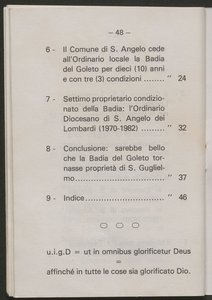 – 48 –
6 - Il Comune di S. Angelo cede
all'Ordinario locale la Badia
del Goleto per dieci (10) anni
e con tre (3) condizioni ........ '' 24
7 - Settimo proprietario condizio-
nato della Badia: l'Ordinario
Diocesano di S. Angelo dei
Lombardi (1970-1982) ........ '' 32
8 - Conclusione: sarebbe bello
che la Badia del Goleto tor-
nasse proprietà di S. Gugliel-
mo................................ '' 37
9 - Indice............................ '' 46
u.i.g.D = ut in omnibus glorificetur Deus
=
affinché in tutte le cose sia glorificato Dio.